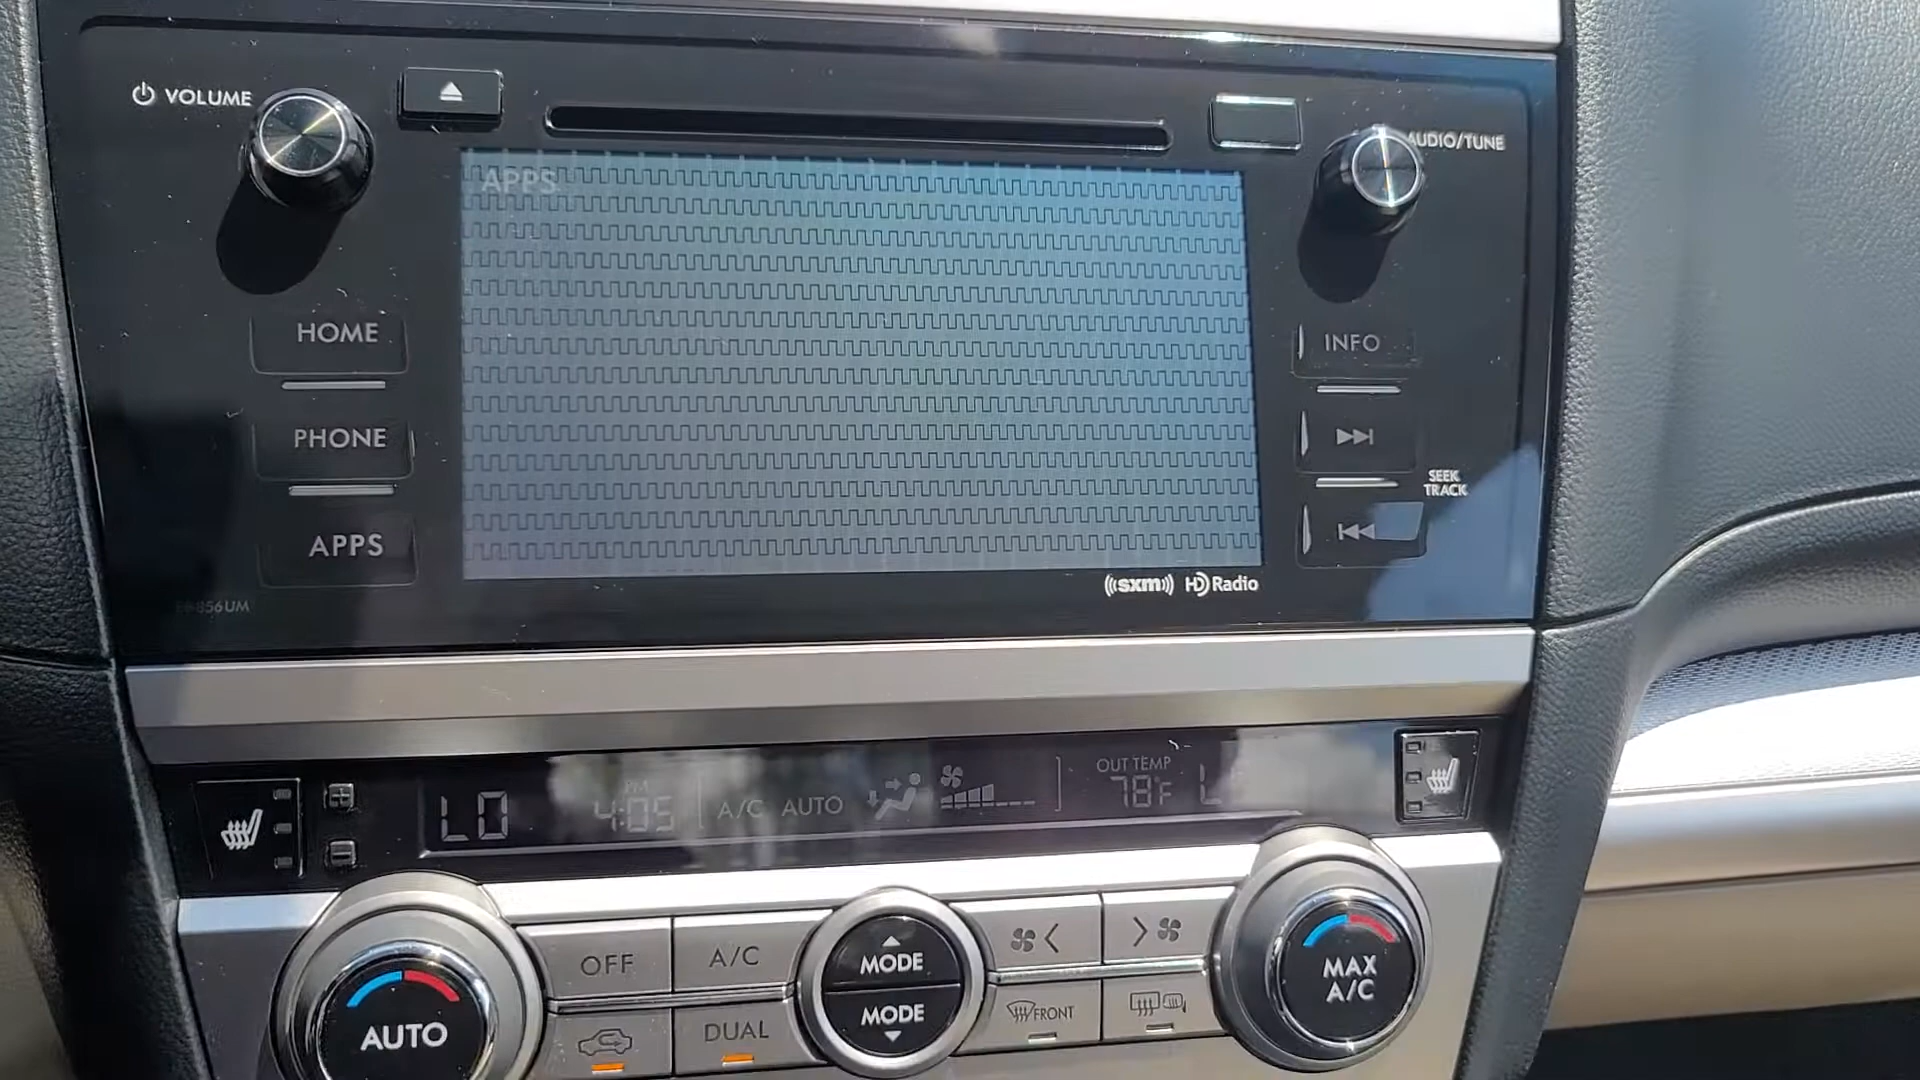 VOLUME
AUDIO/TUNE
APPS
HOME
INFO
PHONE
SEEK
TRACK
APPS
((sxm)) HD Radio
LO
PM
4:05
A/C AUTO
OUT TEMP
78°F
L
OFF
A/C
MODE
MODE
MAX
A/C
AUTO
DUAL
FRONT